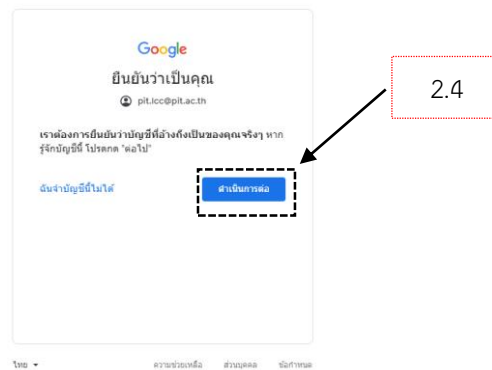 Google
ยืนยันว่าเป็นคุณ
pit.icc@pit.ac.th
เราต้องการยืนยันว่าบัญชีที่อ้างถึงเป็นของคุณจริงๆ หาก
รู้จักบัญชีนี้ โปรดกด "ต่อไป"
ฉันจำบัญชีนี้ไม่ได้
ดำเนินการต่อ
2.4
ไทย
ความช่วยเหลือ ส่วนบุคคล ข้อกำหนด